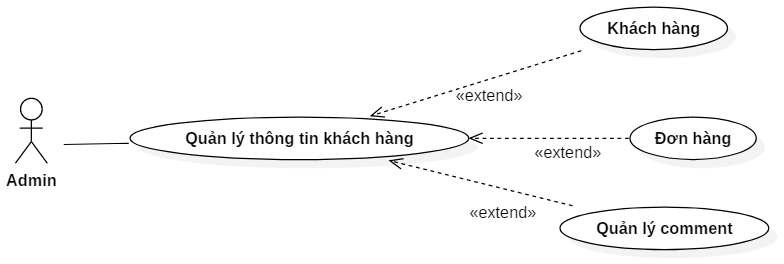 Khách hàng
«extend»
Quản lý thông tin khách hàng
Đơn hàng
«extend»
Admin
«extend»
Quản lý comment